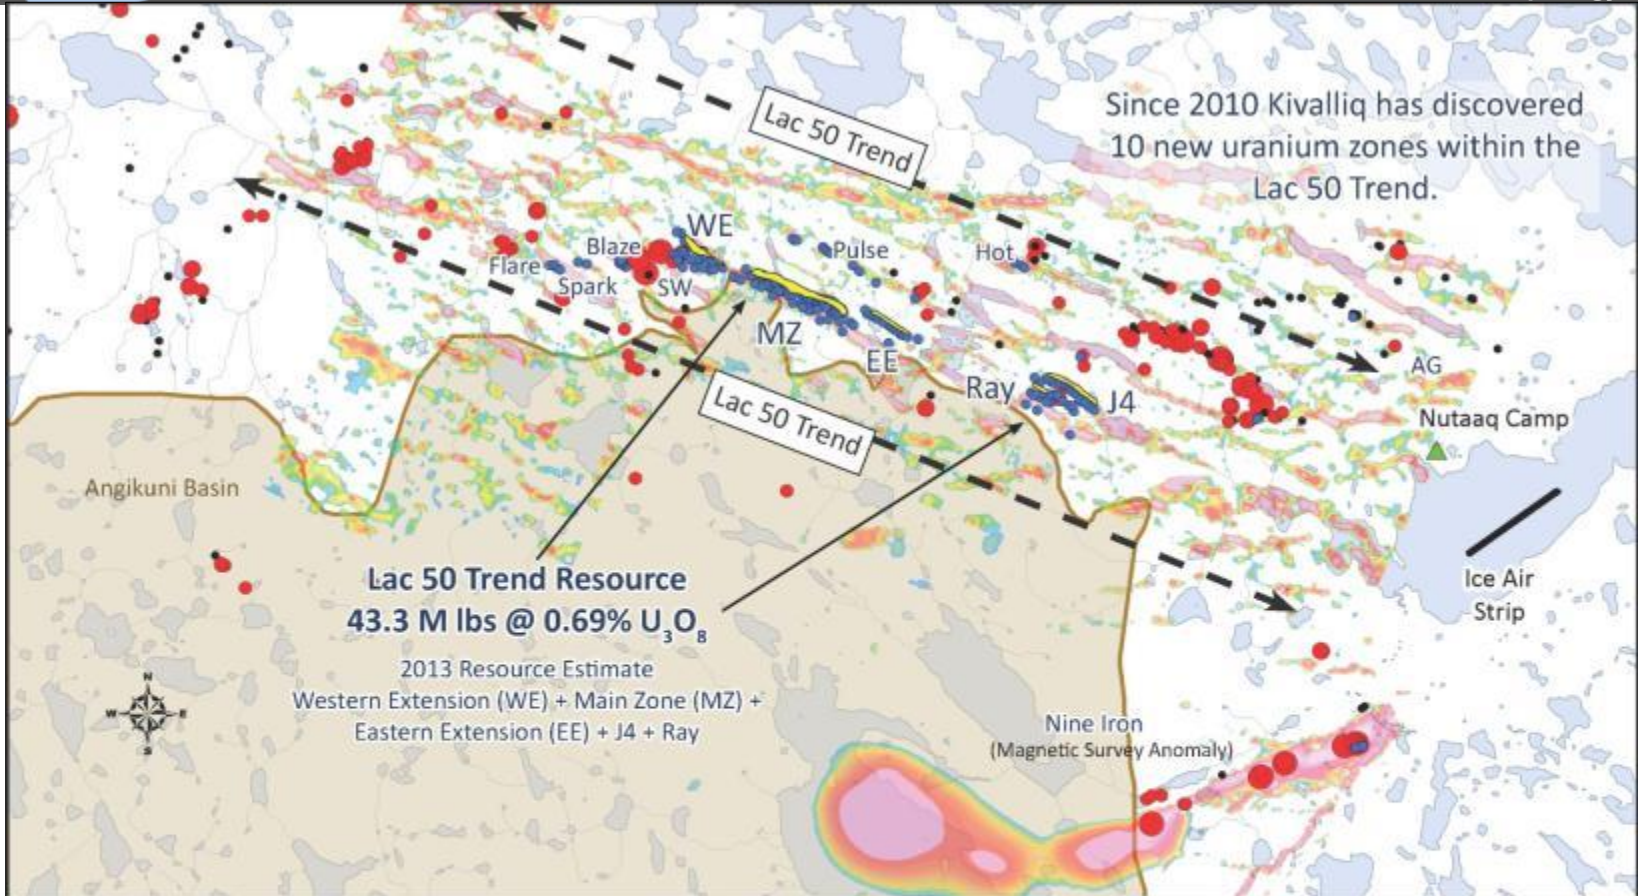 Lac 50 Trend
Since 2010 Kivalliq has discovered
10 new uranium zones within the
Lac 50 Trend.
WE
Blaze
Pulse
Hot
Flare
Spark
SW
MZ
EE
AG
Ray
J4
Lac 50 Trend
Nutaaq Camp
Angikuni Basin
Ice Air
Strip
Lac 50 Trend Resource
43.3 M lbs @ 0.69% U₃O₈
2013 Resource Estimate
Western Extension (WE) + Main Zone (MZ) +
Eastern Extension (EE) + J4 + Ray
N
W E
S
Nine Iron
(Magnetic Survey Anomaly)